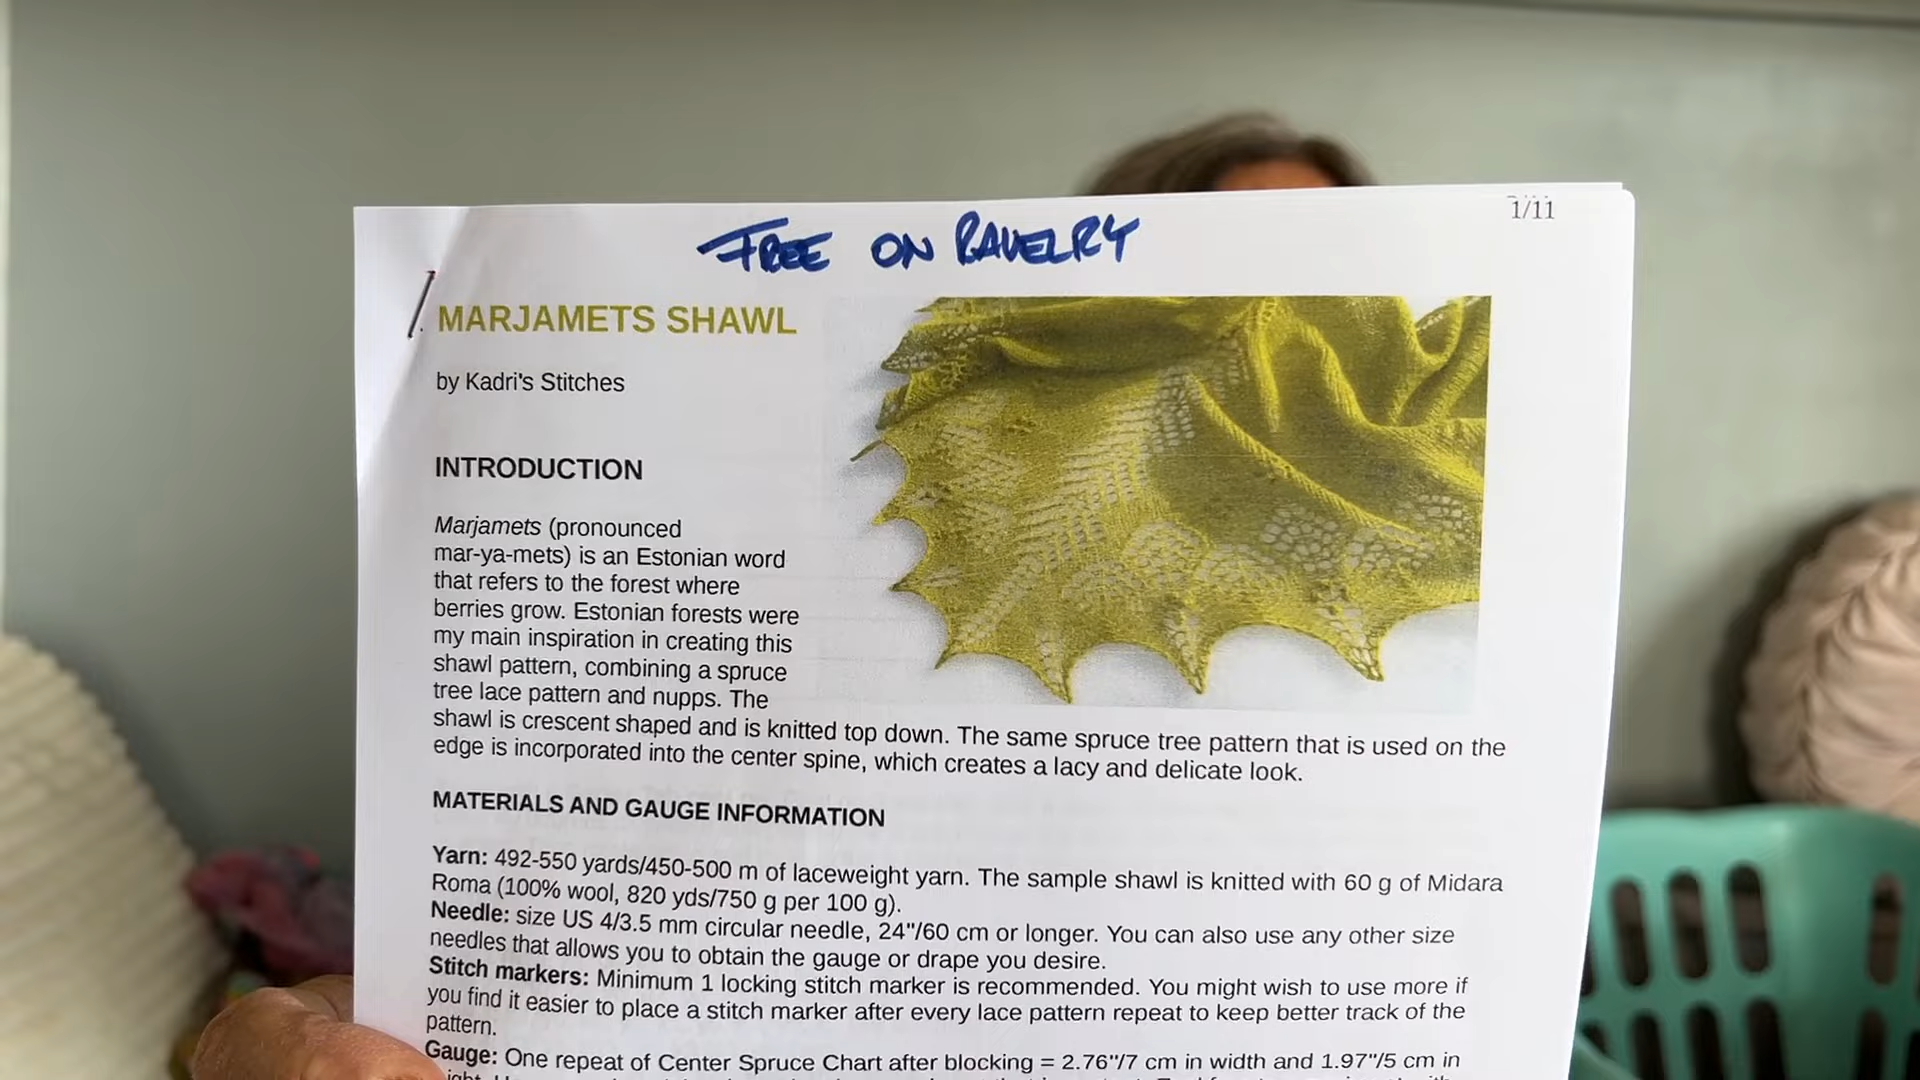 1/11
FREE ON RAVELRY
MARJAMETS SHAWL
by Kadri's Stitches
INTRODUCTION
Marjamets (pronounced
mar-ya-mets) is an Estonian word
that refers to the forest where
berries grow. Estonian forests were
my main inspiration in creating this
shawl pattern, combining a spruce
tree lace pattern and nupps. The
shawl is crescent shaped and is knitted top down. The same spruce tree pattern that is used on the
edge is incorporated into the center spine, which creates a lacy and delicate look.
MATERIALS AND GAUGE INFORMATION
Yarn: 492-550 yards/450-500 m of laceweight yarn. The sample shawl is knitted with 60 g of Midara
Roma (100% wool, 820 yds/750 g per 100 g).
Needle: size US 4/3.5 mm circular needle, 24"/60 cm or longer. You can also use any other size
needles that allows you to obtain the gauge or drape you desire.
Stitch markers: Minimum 1 locking stitch marker is recommended. You might wish to use more if
you find it easier to place a stitch marker after every lace pattern repeat to keep better track of the
pattern.
Gauge: One repeat of Center Spruce Chart after blocking = 2.76"/7 cm in width and 1.97"/5 cm in